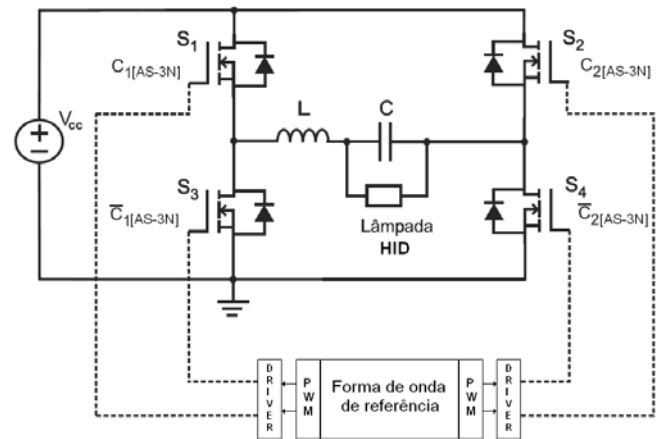 S1
S2
C1[AS-3N]
C2[AS-3N]
Vcc
L
C
S3
S4
C̅1[AS-3N]
C̅2[AS-3N]
Lâmpada
HID
DRIVER
PWM
Forma de onda
de referência
PWM
DRIVER